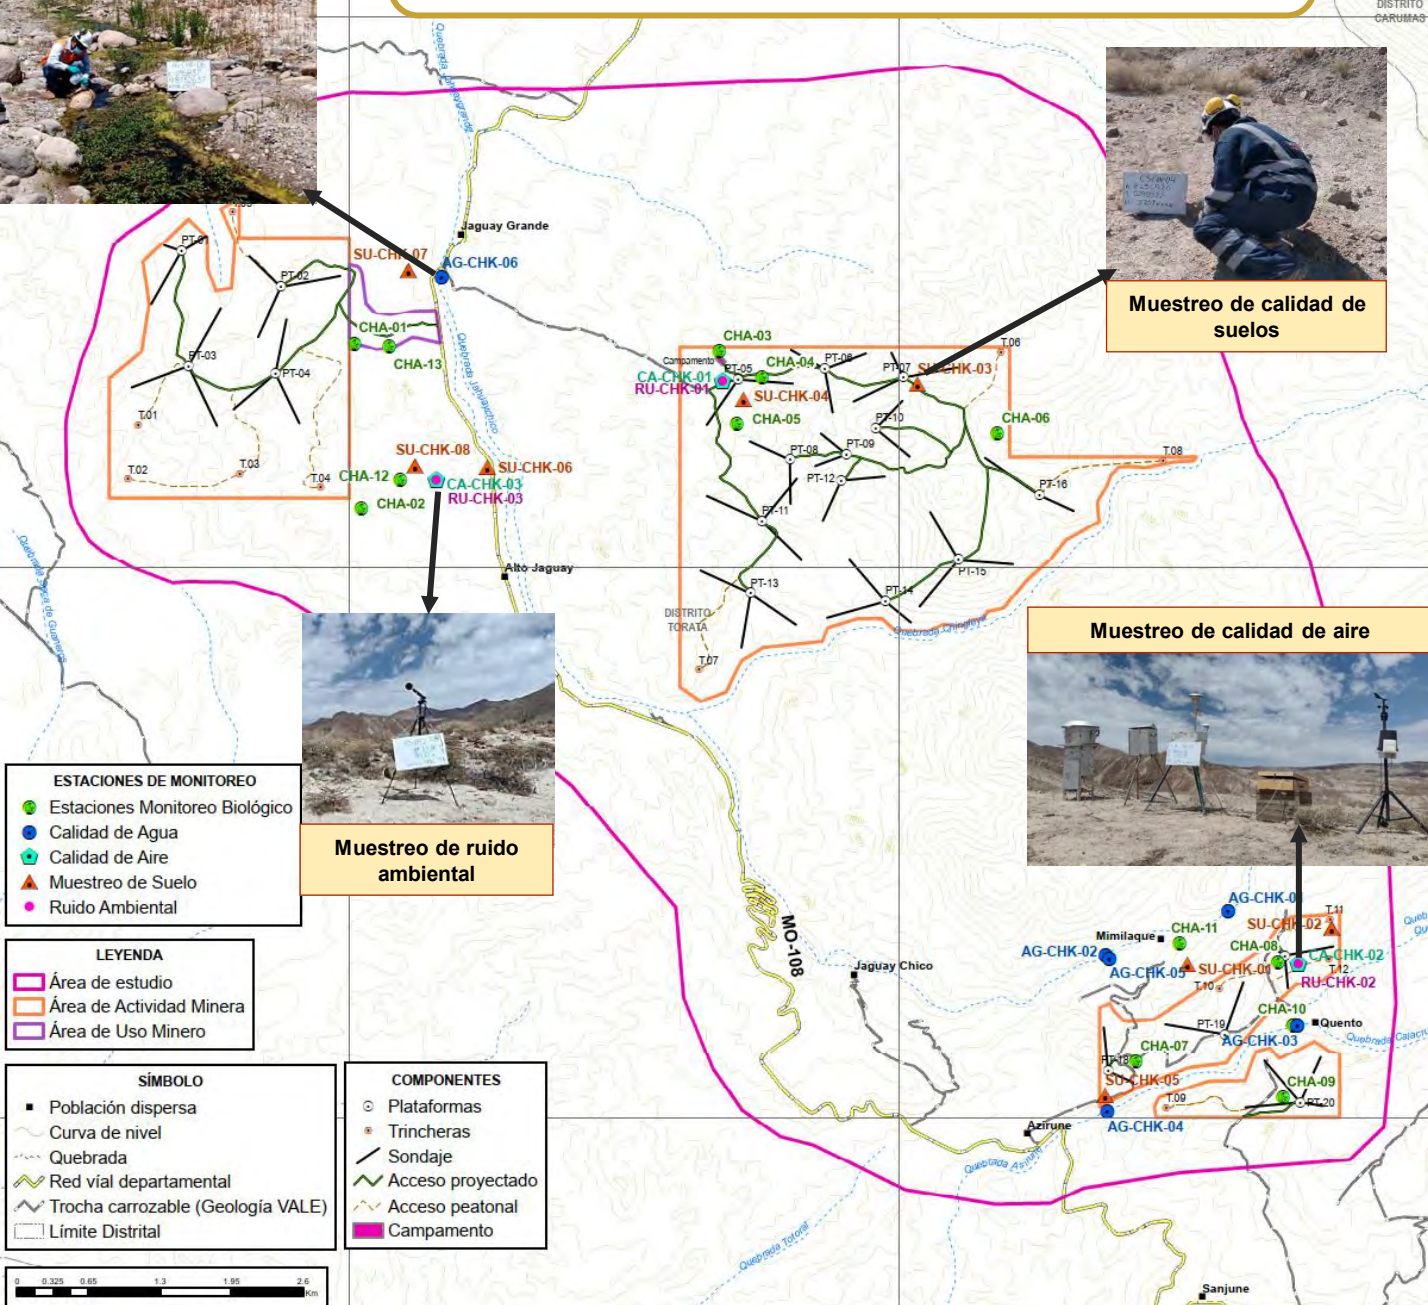 DISTRITO
CARUMAS
Quebrada Jahuaygrande
Jaguay Grande
SU-CHK-07
AG-CHK-06
PT-01
PT-02
PT-03
PT-04
T.01
T.02
T.03
T.04
CHA-01
CHA-13
Quebrada Jahuaychico
SU-CHK-08
SU-CHK-06
CHA-12
CA-CHK-03
RU-CHK-03
CHA-02
Alto Jaguay
Muestreo de calidad de
suelos
CHA-03
Campamento
CHA-04
PT-06
PT-07
T.06
CA-CHK-01
RU-CHK-01
PT-05
SU-CHK-03
SU-CHK-04
CHA-05
PT-10
CHA-06
PT-08
PT-09
PT-12
T.08
PT-16
PT-11
PT-13
PT-14
PT-15
DISTRITO
TORATA
T.07
Muestreo de calidad de aire
Muestreo de ruido
ambiental
ESTACIONES DE MONITOREO
Estaciones Monitoreo Biológico
Calidad de Agua
Calidad de Aire
Muestreo de Suelo
Ruido Ambiental
LEYENDA
Área de estudio
Área de Actividad Minera
Área de Uso Minero
SÍMBOLO
Población dispersa
Curva de nivel
Quebrada
Red víal departamental
Trocha carrozable (Geología VALE)
Límite Distrital
COMPONENTES
Plataformas
Trincheras
Sondaje
Acceso proyectado
Acceso peatonal
Campamento
0 0.325 0.65 1.3 1.95 2.6
Km
MO-108
Jaguay Chico
AG-CHK-01
T.11
SU-CHK-02
Mimilaque
CHA-11
CHA-08
CA-CHK-02
AG-CHK-02
AG-CHK-05
SU-CHK-01
T.12
RU-CHK-02
T.10
CHA-10
Quento
PT-19
AG-CHK-03
CHA-07
PT-18
SU-CHK-05
CHA-09
T.09
PT-20
AG-CHK-04
Azirune
Quebrada Asirune
Quebrada Totoral
Sanjune